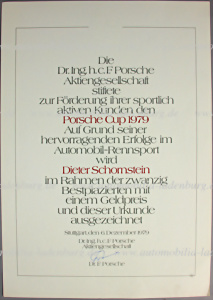 Die
Dr. Ing. h. c. F. Porsche
Aktiengesellschaft
stiftete
zur Förderung ihrer sportlich
aktiven Kunden den
Porsche Cup 1979
Auf Grund seiner
hervorragenden Erfolge im
Automobil-Rennsport
wird
Dieter Schornstein
im Rahmen der zwanzig
Bestplazierten mit
einem Geldpreis
und dieser Urkunde
ausgezeichnet
Stuttgart, den 6. Dezember 1979
Dr. Ing. h. c. F. Porsche
Aktiengesellschaft
Dr. F. Porsche